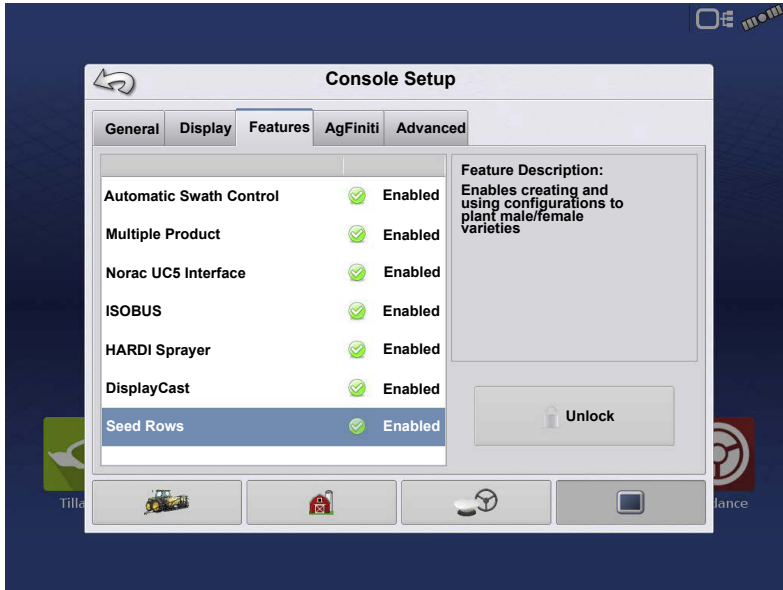 Console Setup
General Display Features AgFiniti Advanced
Automatic Swath Control Enabled
Multiple Product Enabled
Norac UC5 Interface Enabled
ISOBUS Enabled
HARDI Sprayer Enabled
DisplayCast Enabled
Seed Rows Enabled
Feature Description:
Enables creating and
using configurations to
plant male/female
varieties
Unlock
Tilla
dance